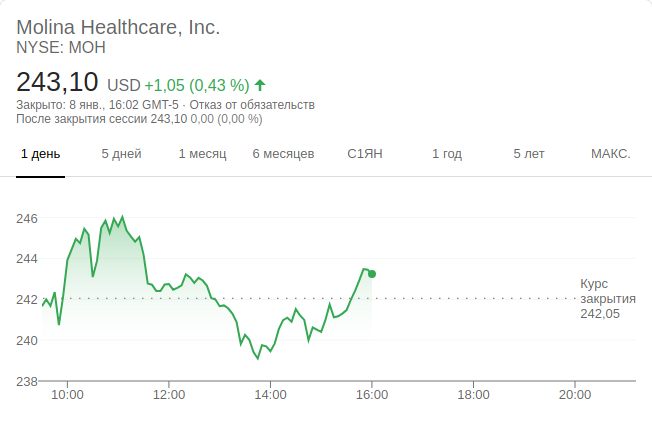 Molina Healthcare, Inc.
NYSE: MOH
243,10 USD +1,05 (0,43 %)
Закрыто: 8 янв., 16:02 GMT-5 · Отказ от обязательств
После закрытия сессии 243,10 0,00 (0,00 %)
1 день 5 дней 1 месяц 6 месяцев С1ЯН 1 год 5 лет МАКС.
246
244
242
240
238
Курс
закрытия
242,05
10:00 12:00 14:00 16:00 18:00 20:00